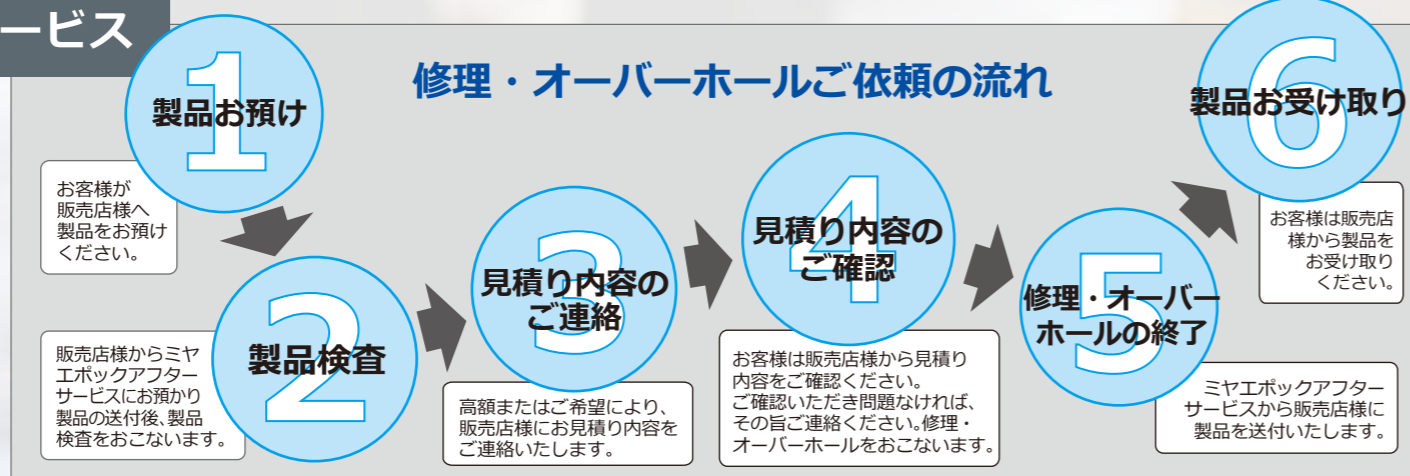 ービス
修理・オーバーホールご依頼の流れ
1
製品お預け
お客様が
販売店様へ
製品をお預け
ください。
2
製品検査
販売店様からミヤ
エポックアフター
サービスにお預かり
製品の送付後、製品
検査をおこないます。
3
見積り内容の
ご連絡
高額またはご希望により、
販売店様にお見積り内容を
ご連絡いたします。
4
見積り内容の
ご確認
お客様は販売店様から見積り
内容をご確認ください。
ご確認いただき問題なければ、
その旨ご連絡ください。修理・
オーバーホールをおこないます。
5
修理・オーバー
ホールの終了
ミヤエポックアフター
サービスから販売店様に
製品を送付いたします。
6
製品お受け取り
お客様は販売店
様から製品を
お受け取り
ください。